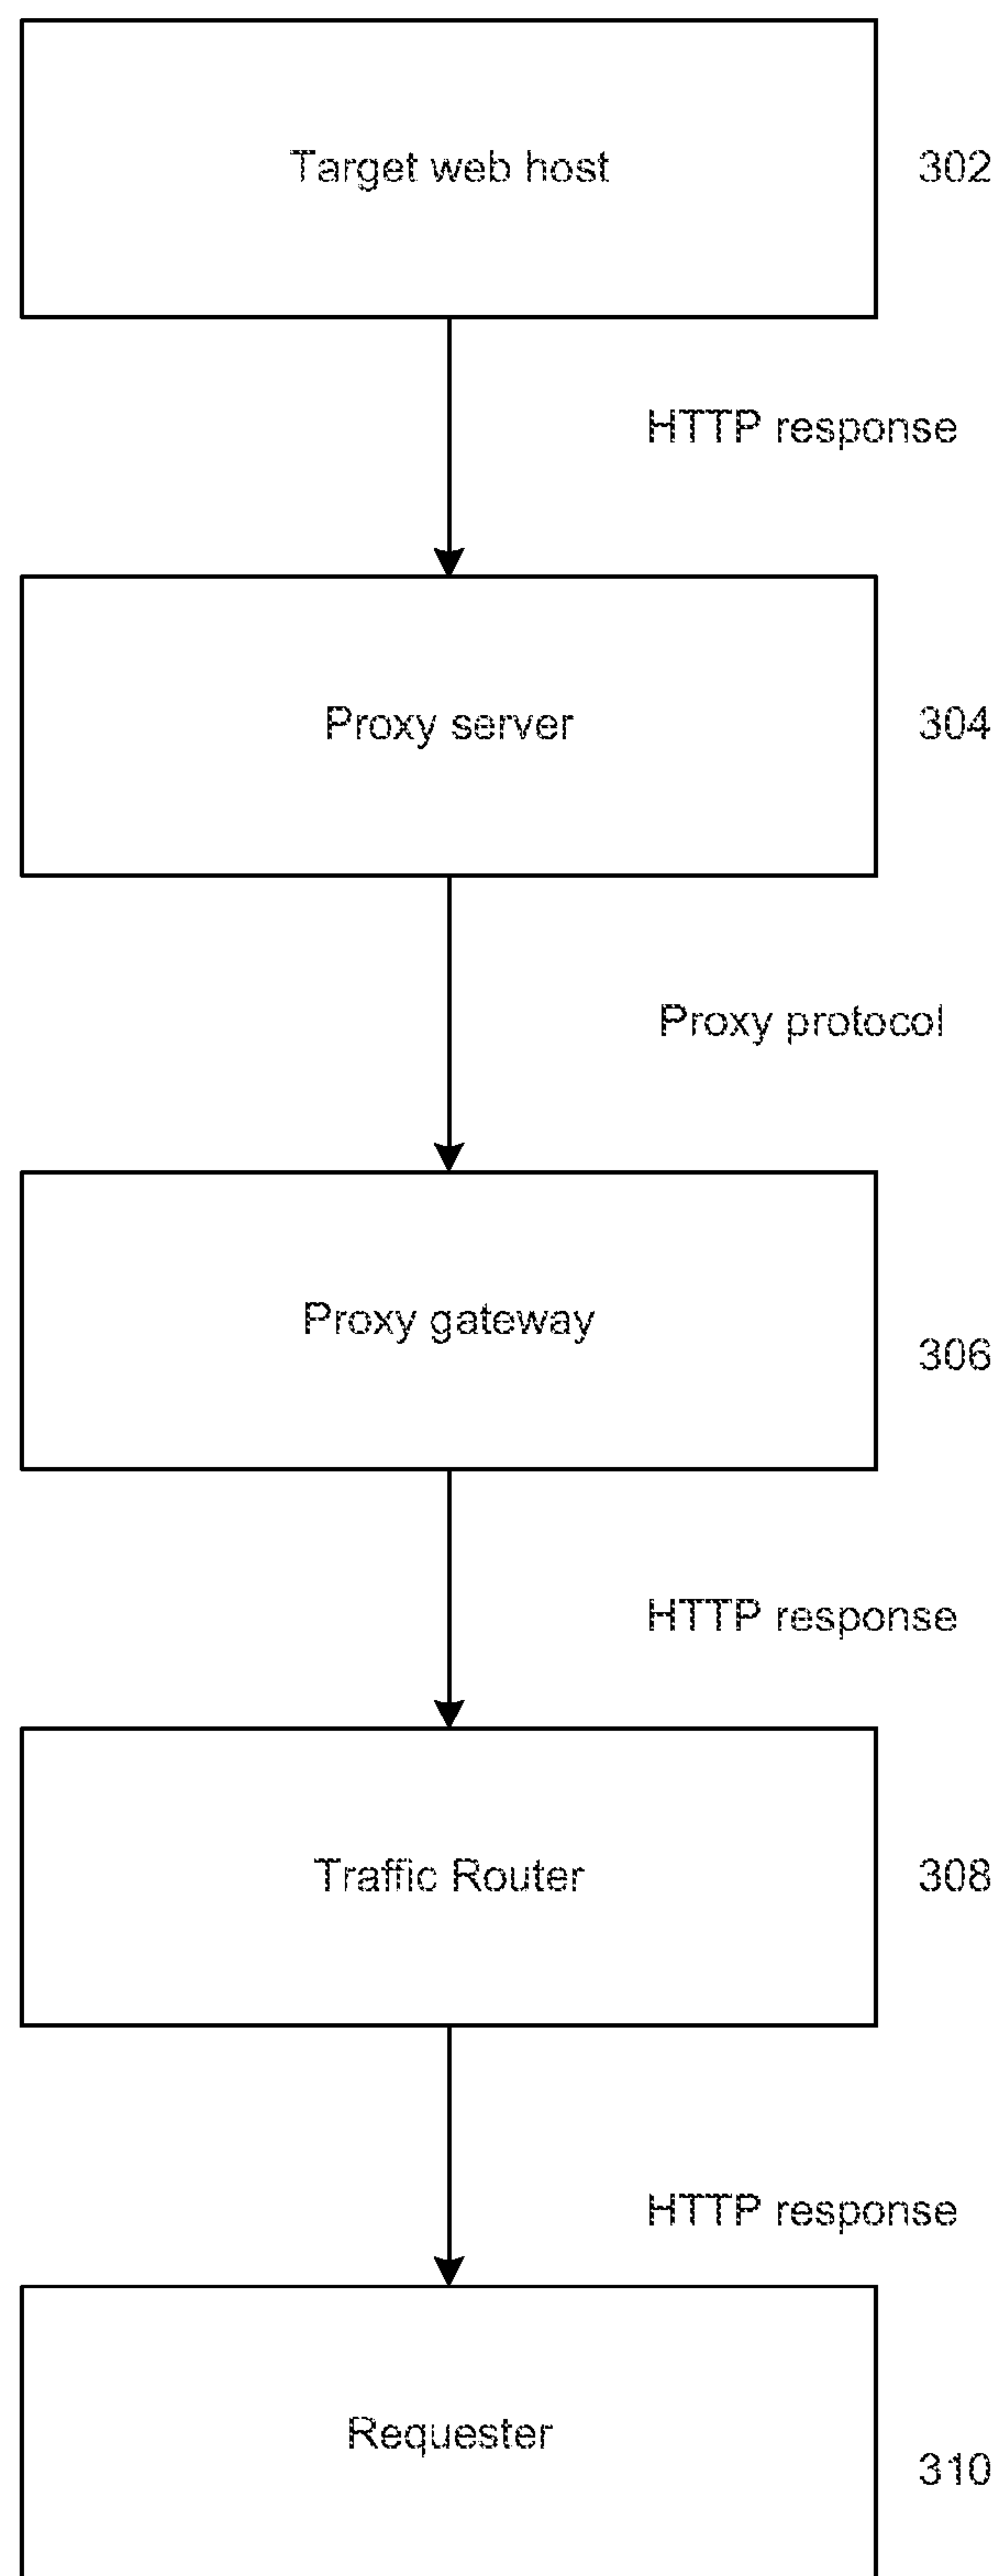 Target web host
302
HTTP response
Proxy server
304
Proxy protocol
Proxy gateway
306
HTTP response
Traffic Router
308
HTTP response
Requester
310